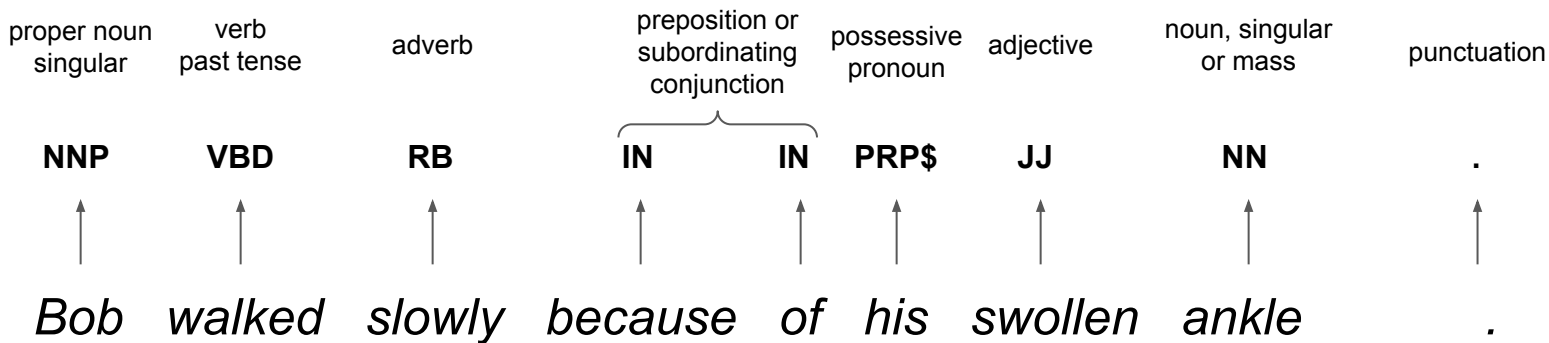 proper noun
singular
verb
past tense
adverb
preposition or
subordinating
conjunction
possessive
pronoun
adjective
noun, singular
or mass
punctuation
NNP VBD RB IN IN PRP$ JJ NN .
Bob walked slowly because of his swollen ankle .